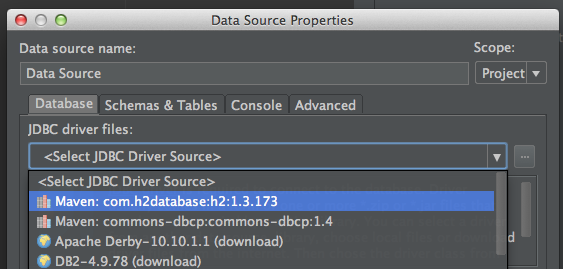 Data Source Properties
Data source name:
Scope:
Data Source
Project
Database
Schemas & Tables
Console
Advanced
JDBC driver files:
<Select JDBC Driver Source>
...
<Select JDBC Driver Source>
Maven: com.h2database:h2:1.3.173
Maven: commons-dbcp:commons-dbcp:1.4
Apache Derby-10.10.1.1 (download)
DB2-4.9.78 (download)